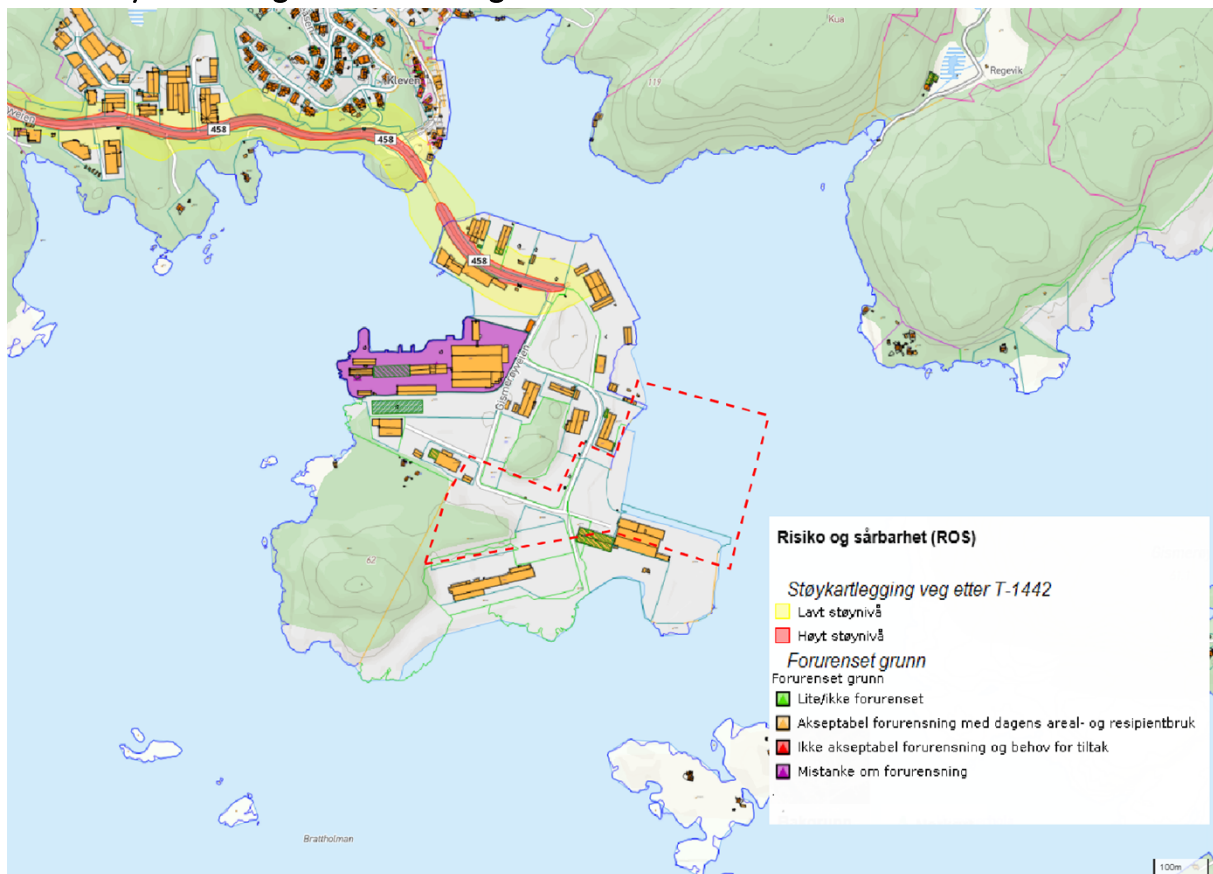 Kua
119
Regevik
Kleven
458
458
458
Gismerøyveien
62
Brattholman
Risiko og sårbarhet (ROS)
Støykartlegging veg etter T-1442
Lavt støynivå
Høyt støynivå
Forurenset grunn
Forurenset grunn
Lite/ikke forurenset
Akseptabel forurensning med dagens areal- og resipientbruk
Ikke akseptabel forurensning og behov for tiltak
Mistanke om forurensning
100m